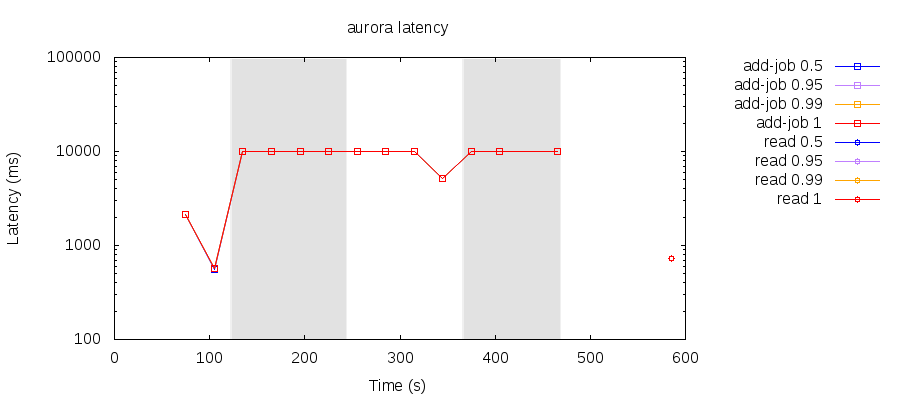 aurora latency
Latency (ms)
100000
10000
1000
100
0 100 200 300 400 500 600
Time (s)
add-job 0.5
add-job 0.95
add-job 0.99
add-job 1
read 0.5
read 0.95
read 0.99
read 1